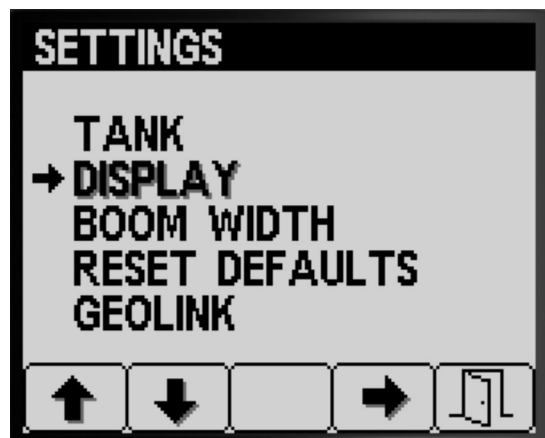 SETTINGS
TANK
DISPLAY
BOOM WIDTH
RESET DEFAULTS
GEOLINK